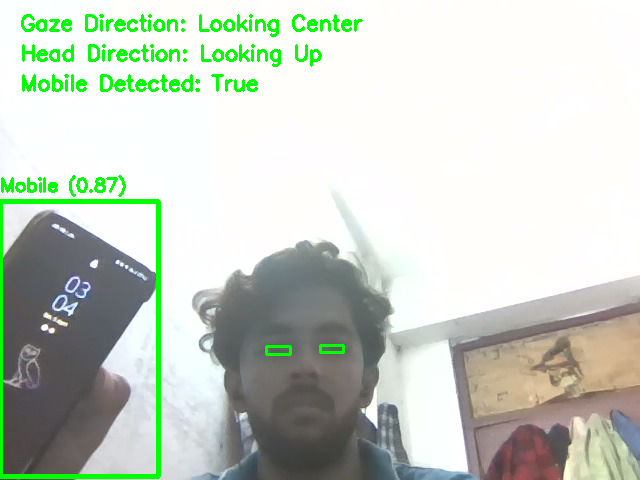 Gaze Direction: Looking Center
Head Direction: Looking Up
Mobile Detected: True
Mobile (0.87)
03
04